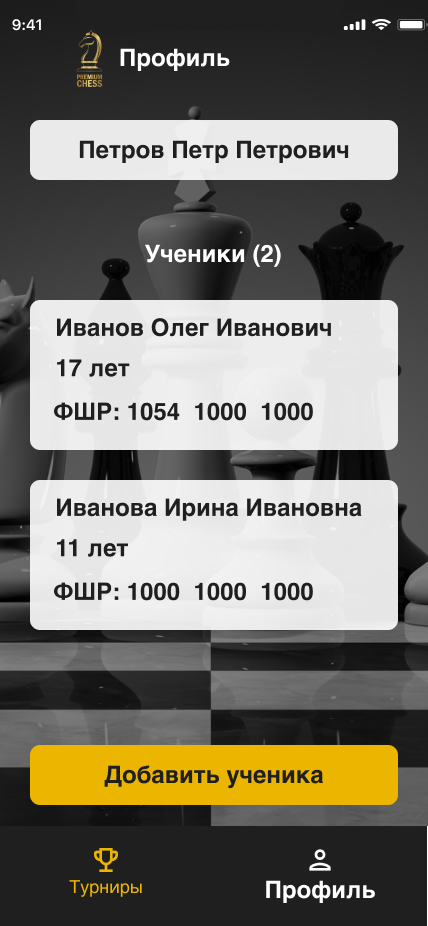 9:41
PREMIUM
CHESS
Профиль
Петров Петр Петрович
Ученики (2)
Иванов Олег Иванович
17 лет
ФШР: 1054 1000 1000
Иванова Ирина Ивановна
11 лет
ФШР: 1000 1000 1000
Добавить ученика
Турниры
Профиль